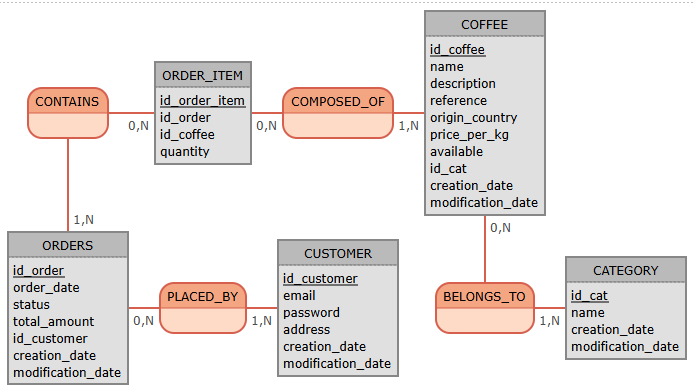 COFFEE
id_coffee
name
description
reference
origin_country
price_per_kg
available
id_cat
creation_date
modification_date
ORDER_ITEM
id_order_item
id_order
id_coffee
quantity
CONTAINS
COMPOSED_OF
0,N
0,N
1,N
1,N
0,N
ORDERS
id_order
order_date
status
total_amount
id_customer
creation_date
modification_date
PLACED_BY
0,N
1,N
CUSTOMER
id_customer
email
password
address
creation_date
modification_date
BELONGS_TO
1,N
CATEGORY
id_cat
name
creation_date
modification_date